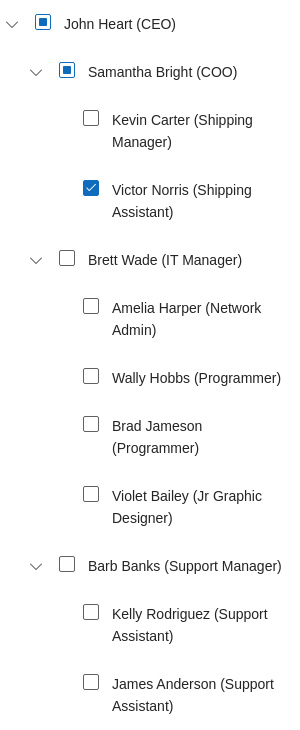 John Heart (CEO)
Samantha Bright (COO)
Kevin Carter (Shipping
Manager)
Victor Norris (Shipping
Assistant)
Brett Wade (IT Manager)
Amelia Harper (Network
Admin)
Wally Hobbs (Programmer)
Brad Jameson
(Programmer)
Violet Bailey (Jr Graphic
Designer)
Barb Banks (Support Manager)
Kelly Rodriguez (Support
Assistant)
James Anderson (Support
Assistant)